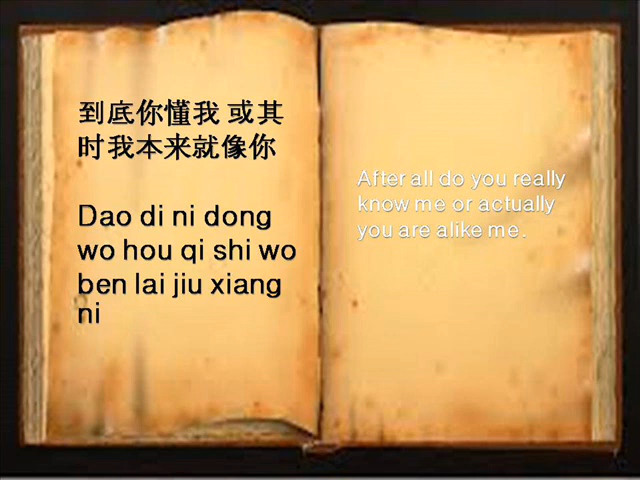 到底你懂我 或其
时我本来就像你
Dao di ni dong
wo hou qi shi wo
ben lai jiu xiang
ni
After all do you really
know me or actually
you are alike me.